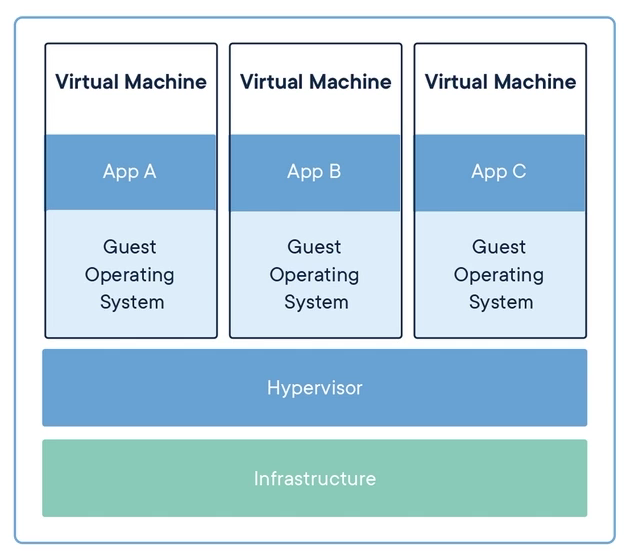 Virtual Machine
App A
Guest
Operating
System
Virtual Machine
App B
Guest
Operating
System
Virtual Machine
App C
Guest
Operating
System
Hypervisor
Infrastructure